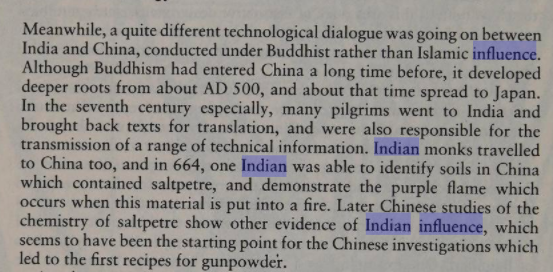 Meanwhile, a quite different technological dialogue was going on between
India and China, conducted under Buddhist rather than Islamic influence.
Although Buddhism had entered China a long time before, it developed
deeper roots from about AD 500, and about that time spread to Japan.
In the seventh century especially, many pilgrims went to India and
brought back texts for translation, and were also responsible for the
transmission of a range of technical information. Indian monks travelled
to China too, and in 664, one Indian was able to identify soils in China
which contained saltpetre, and demonstrate the purple flame which
occurs when this material is put into a fire. Later Chinese studies of the
chemistry of saltpetre show other evidence of Indian influence, which
seems to have been the starting point for the Chinese investigations which
led to the first recipes for gunpowder.